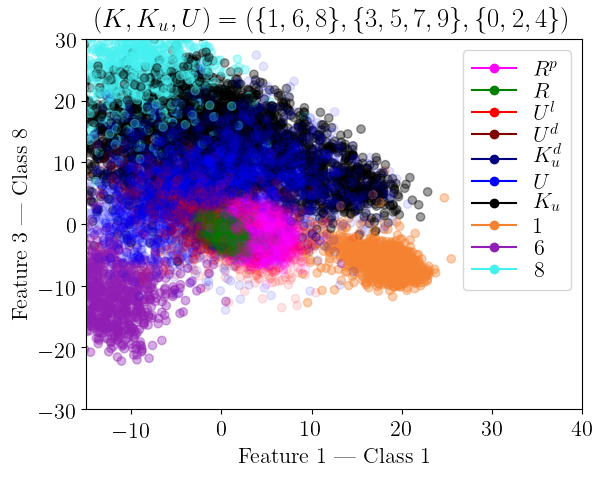 (K, K_u, U) = ({1, 6, 8}, {3, 5, 7, 9}, {0, 2, 4})
30
20
10
0
−10
−20
−30
Feature 3 — Class 8
−10
0
10
20
30
40
Feature 1 — Class 1
R^p
R
U^l
U^d
K_u^d
U
K_u
1
6
8